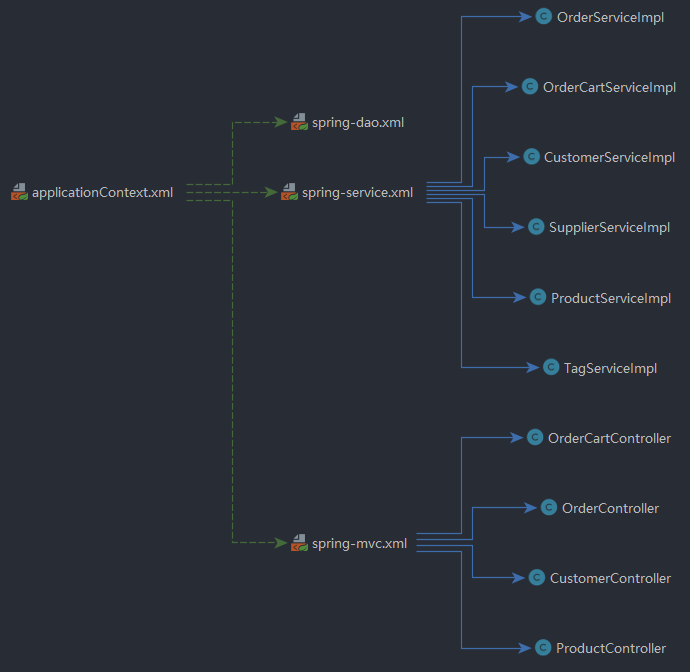 OrderServiceImpl
OrderCartServiceImpl
spring-dao.xml
CustomerServiceImpl
applicationContext.xml
spring-service.xml
SupplierServiceImpl
ProductServiceImpl
TagServiceImpl
OrderCartController
OrderController
spring-mvc.xml
CustomerController
ProductController